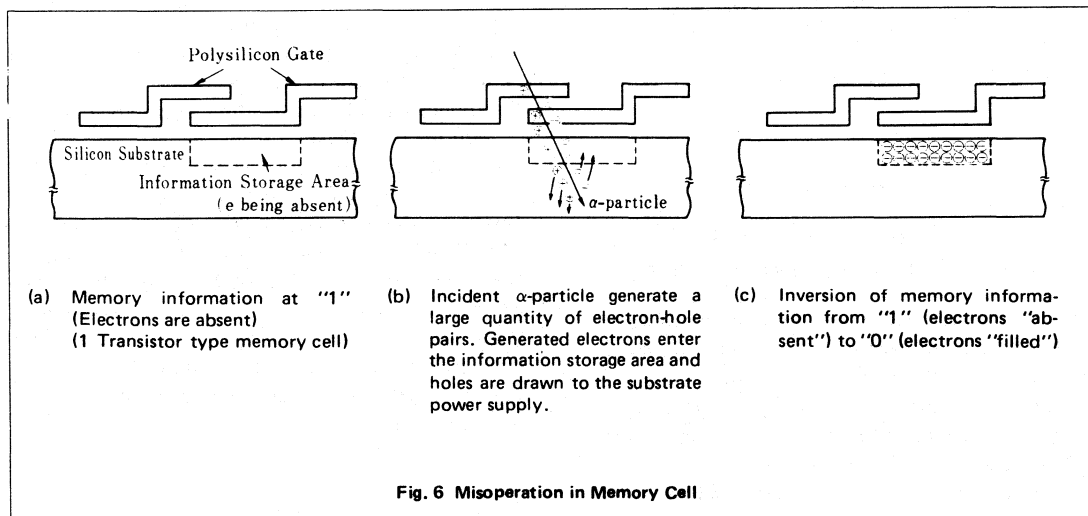 Polysilicon Gate
Silicon Substrate
Information Storage Area
(e being absent)
α-particle
(a) Memory information at "1"
(Electrons are absent)
(1 Transistor type memory cell)
(b) Incident α-particle generate a
large quantity of electron-hole
pairs. Generated electrons enter
the information storage area and
holes are drawn to the substrate
power supply.
(c) Inversion of memory informa-
tion from "1" (electrons "ab-
sent") to "0" (electrons "filled")
Fig. 6 Misoperation in Memory Cell